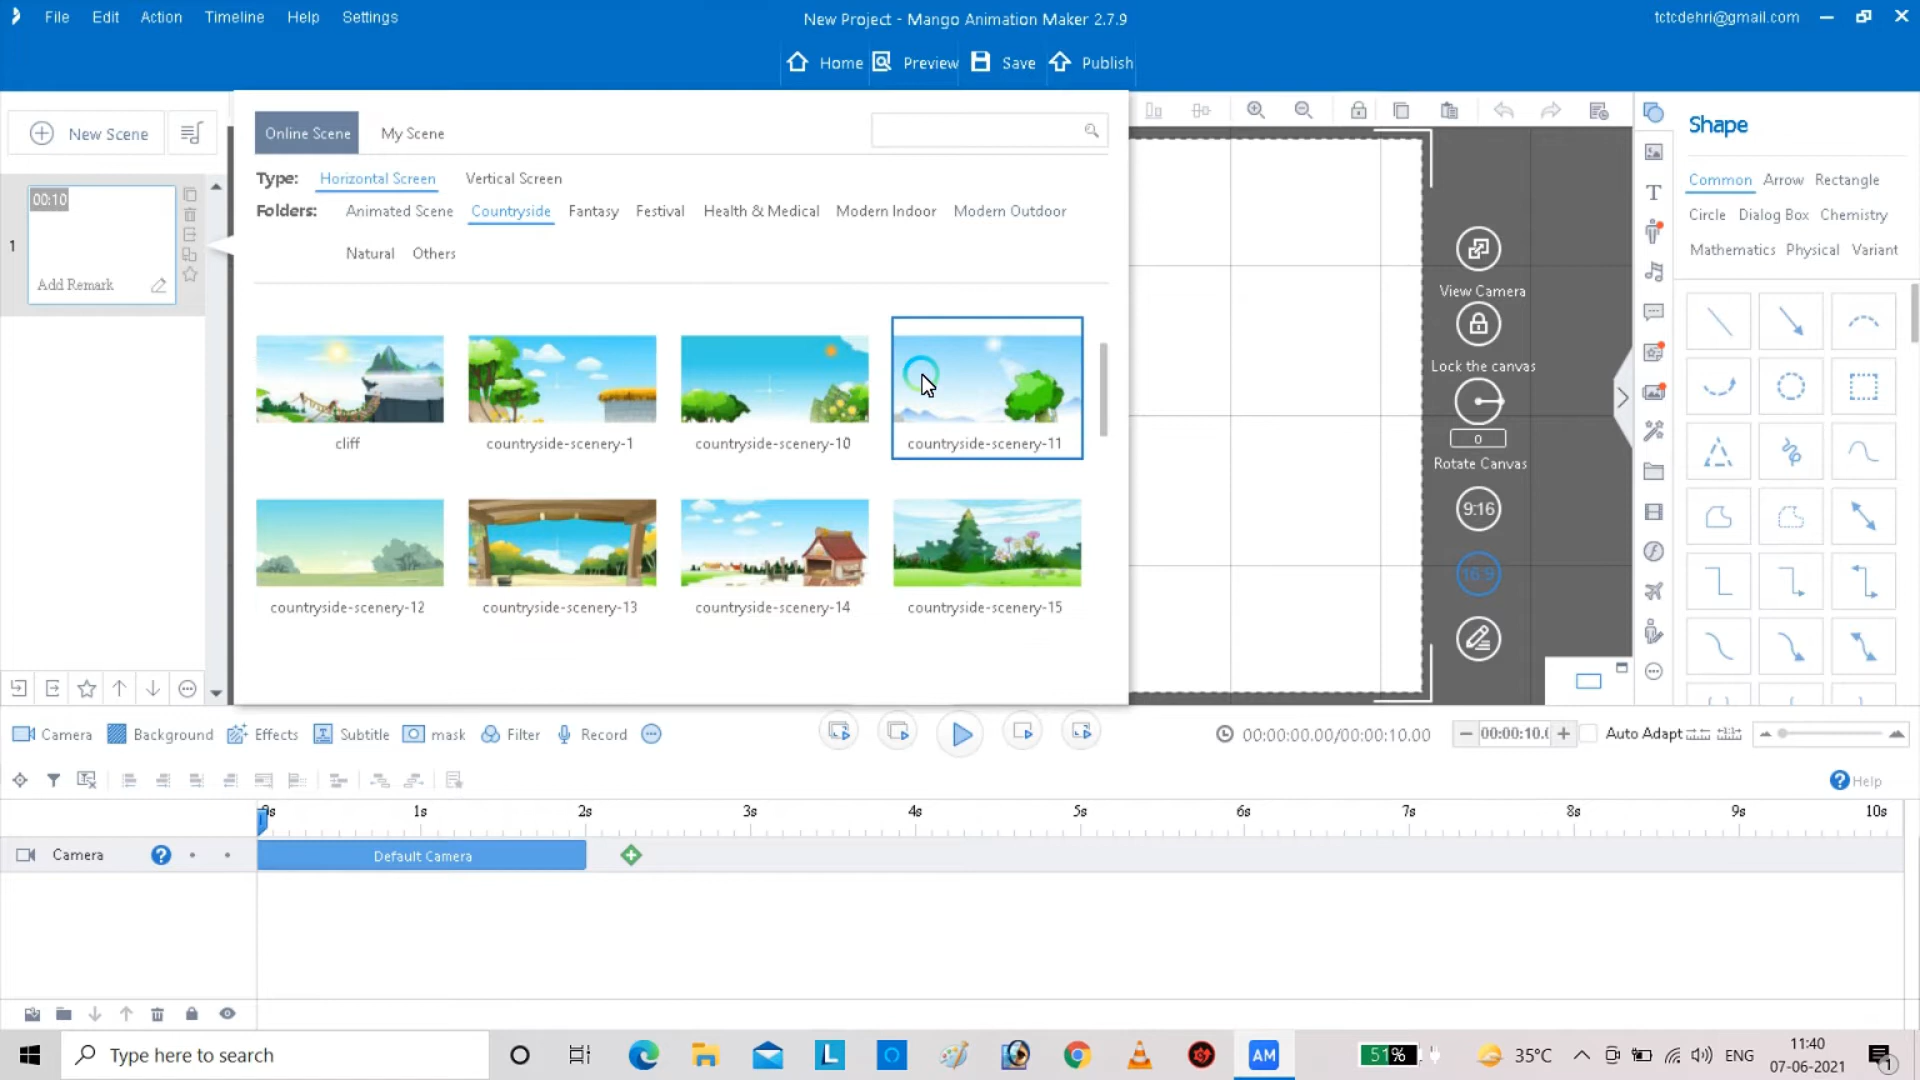 File Edit Action Timeline Help Settings
New Project - Mango Animation Maker 2.7.9
tctcdehri@gmail.com
Home Preview Save Publish
New Scene
Online Scene My Scene
Type: Horizontal Screen Vertical Screen
Folders: Animated Scene Countryside Fantasy Festival Health & Medical Modern Indoor Modern Outdoor
Natural Others
1
00:10
Add Remark
cliff countryside-scenery-1 countryside-scenery-10 countryside-scenery-11
countryside-scenery-12 countryside-scenery-13 countryside-scenery-14 countryside-scenery-15
View Camera
Lock the canvas
0
Rotate Canvas
9:16
16:9
Shape
Common Arrow Rectangle
Circle Dialog Box Chemistry
Mathematics Physical Variant
Camera Background Effects Subtitle mask Filter Record
00:00:00.00/00:00:10.00
Auto Adapt
Help
1s 2s 3s 4s 5s 6s 7s 8s 9s 10s
Camera
Default Camera
Type here to search
L
AM
51%
35°C
ENG
11:40
07-06-2021
1